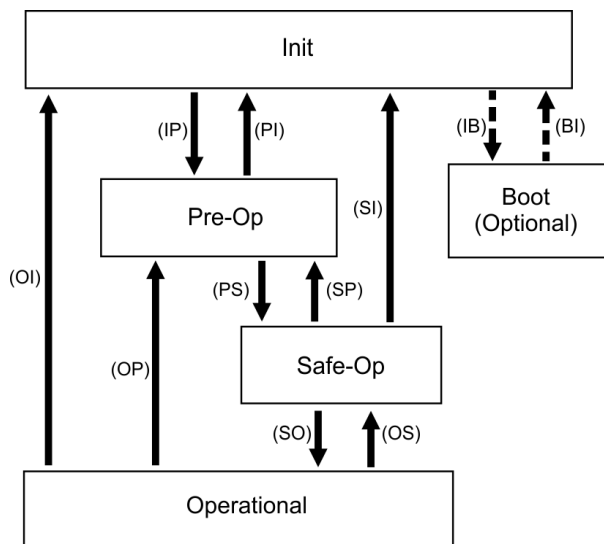 Init
(IP)
(PI)
(IB)
(BI)
Boot
(Optional)
(SI)
Pre-Op
(OI)
(PS)
(SP)
(OP)
Safe-Op
(SO)
(OS)
Operational